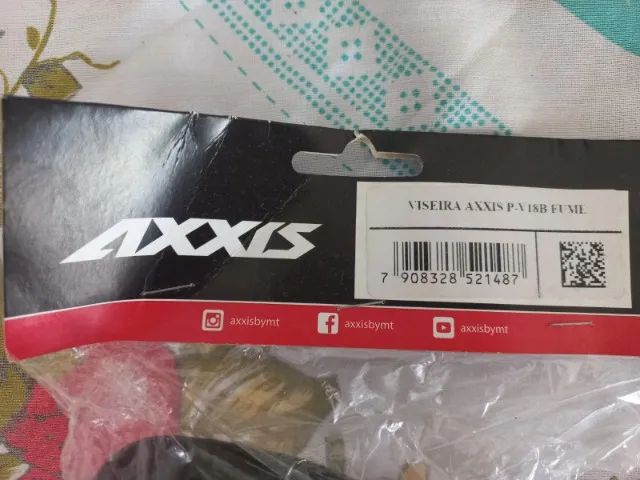 AXXIS
VISEIRA AXXIS P-V18B FUME
7 908328 521487
axxisbymt
axxisbymt
axxisbymt